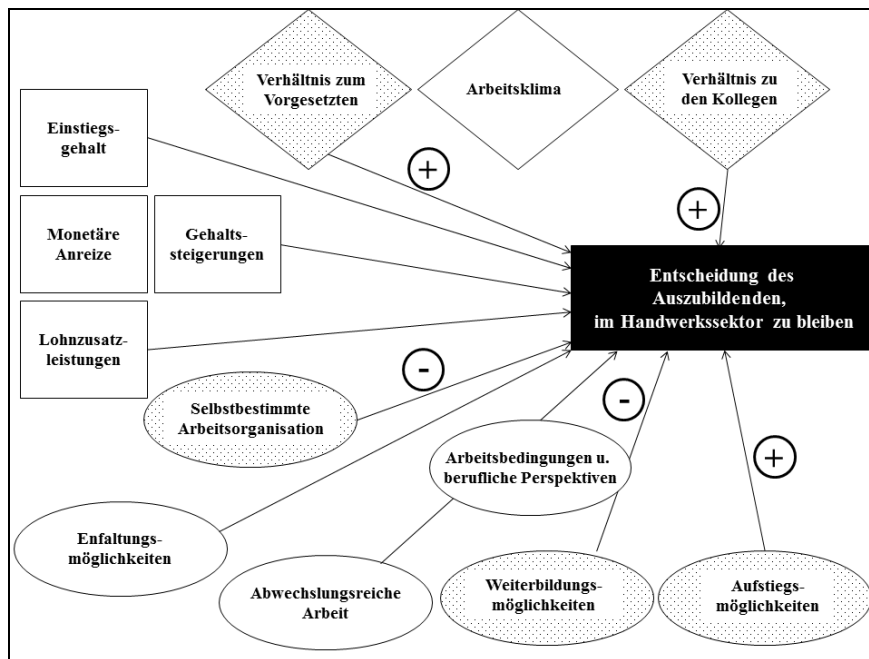 Verhältnis zum
Vorgesetzten
Arbeitsklima
Verhältnis zu
den Kollegen
Einstiegs-
gehalt
+
+
Monetäre
Anreize
Gehalts-
steigerungen
Entscheidung des
Auszubildenden,
im Handwerkssektor zu bleiben
Lohnzusatz-
leistungen
-
-
Selbstbestimmte
Arbeitsorganisation
+
Arbeitsbedingungen u.
berufliche Perspektiven
Enfaltungs-
möglichkeiten
Abwechslungsreiche
Arbeit
Weiterbildungs-
möglichkeiten
Aufstiegs-
möglichkeiten